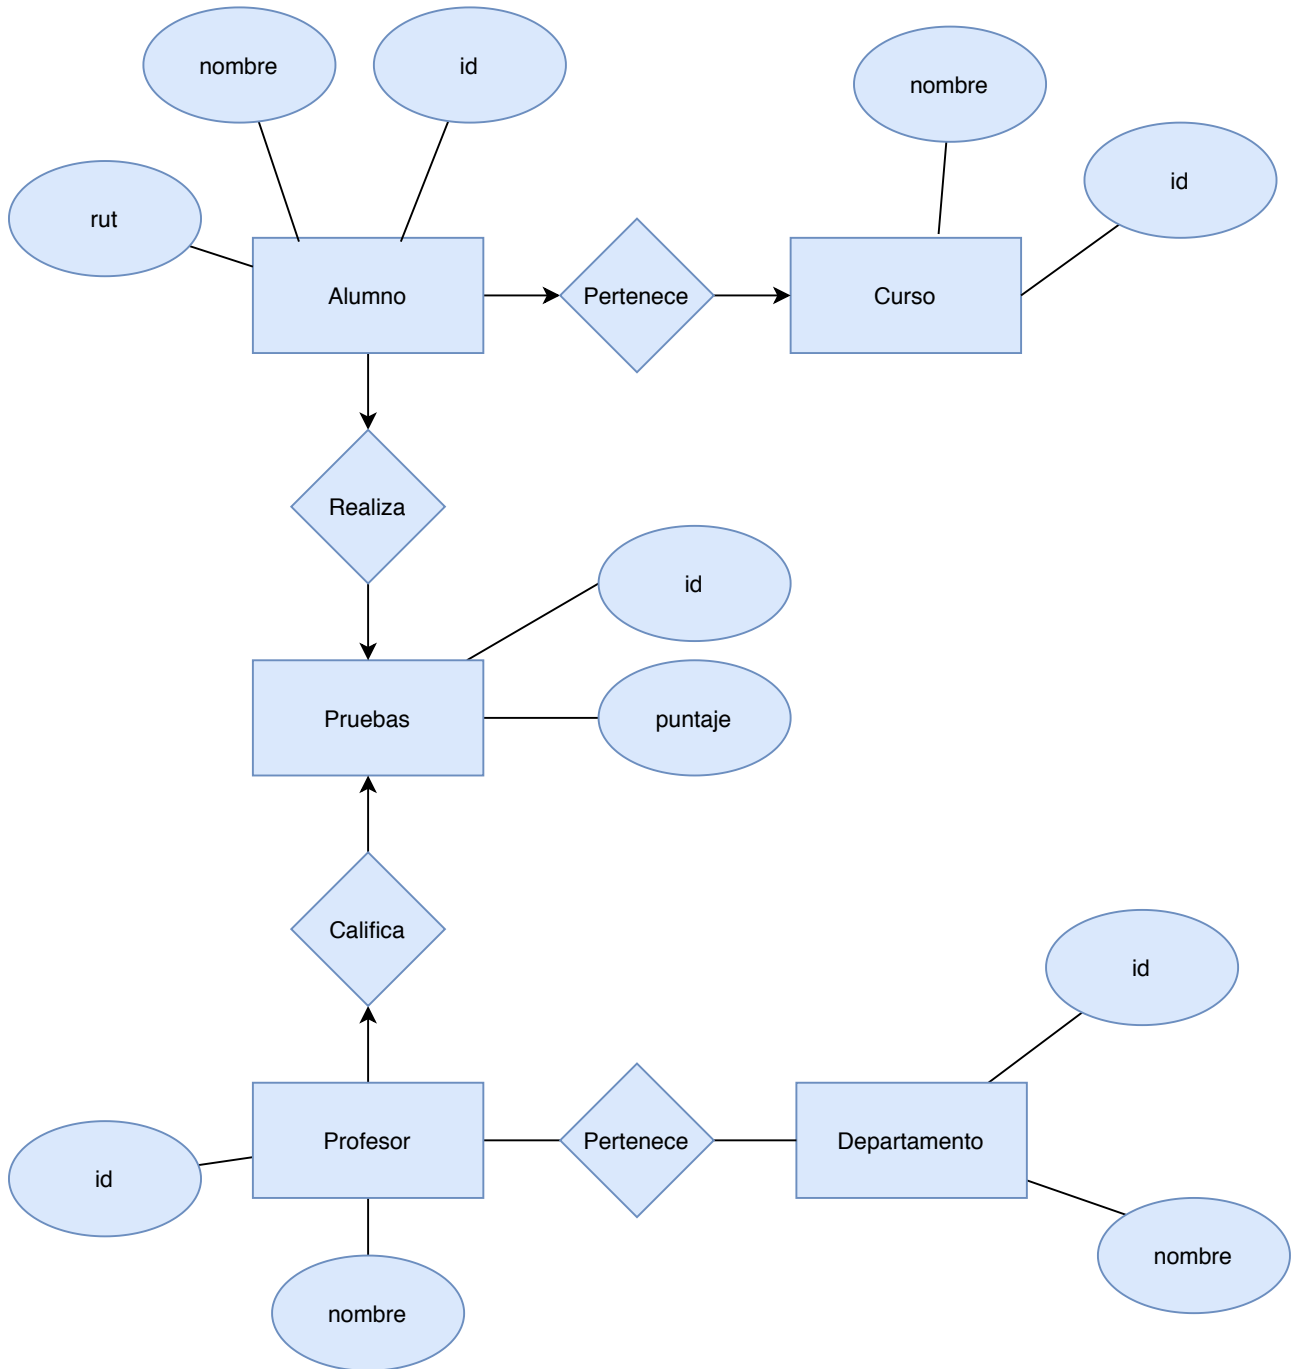 nombre
id
nombre
id
rut
Alumno
Pertenece
Curso
Realiza
id
Pruebas
puntaje
Califica
id
Profesor
Pertenece
Departamento
id
nombre
nombre